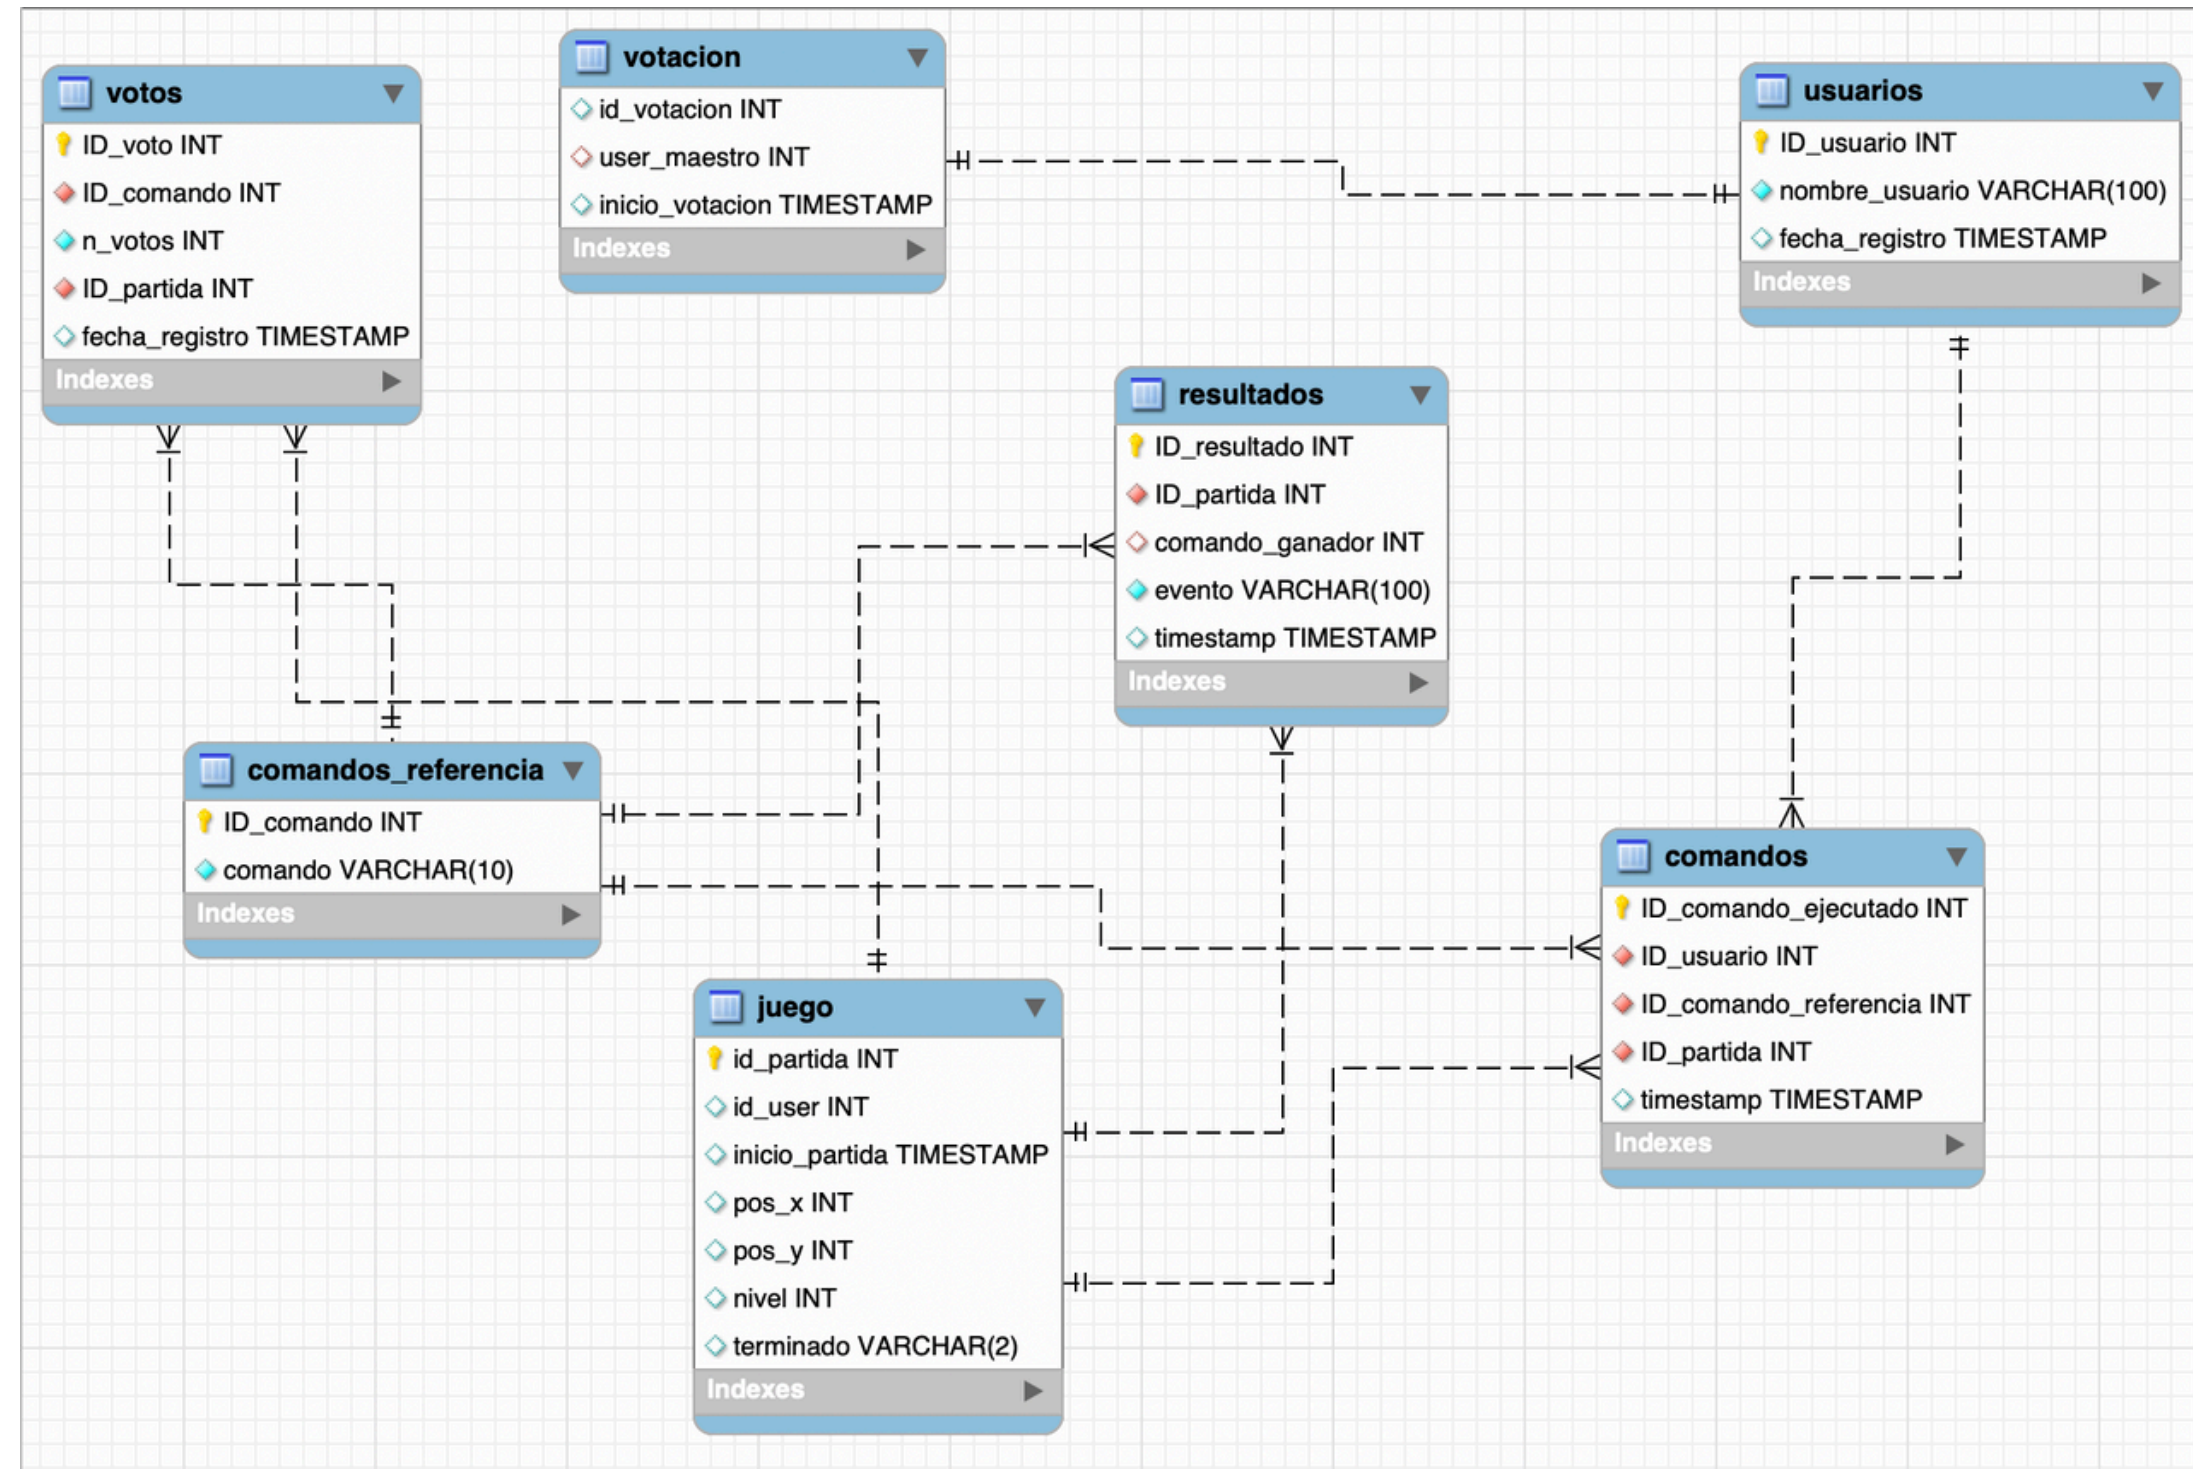 votos
ID_voto INT
ID_comando INT
n_votos INT
ID_partida INT
fecha_registro TIMESTAMP
Indexes
votacion
id_votacion INT
user_maestro INT
inicio_votacion TIMESTAMP
Indexes
usuarios
ID_usuario INT
nombre_usuario VARCHAR(100)
fecha_registro TIMESTAMP
Indexes
resultados
ID_resultado INT
ID_partida INT
comando_ganador INT
evento VARCHAR(100)
timestamp TIMESTAMP
Indexes
comandos_referencia
ID_comando INT
comando VARCHAR(10)
Indexes
juego
id_partida INT
id_user INT
inicio_partida TIMESTAMP
pos_x INT
pos_y INT
nivel INT
terminado VARCHAR(2)
Indexes
comandos
ID_comando_ejecutado INT
ID_usuario INT
ID_comando_referencia INT
ID_partida INT
timestamp TIMESTAMP
Indexes